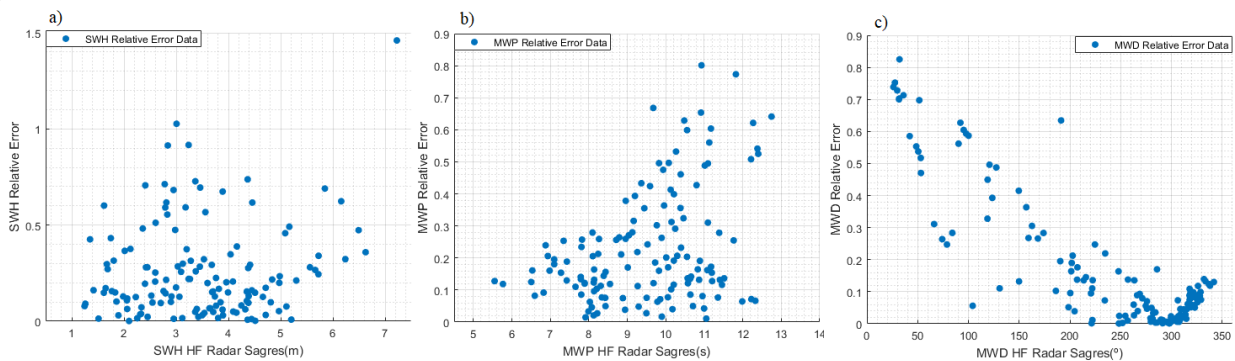 a)
SWH Relative Error Data
1.5
1
0.5
0
SWH Relative Error
1 2 3 4 5 6 7
SWH HF Radar Sagres(m)
b)
MWP Relative Error Data
0.9
0.8
0.7
0.6
0.5
0.4
0.3
0.2
0.1
0
MWP Relative Error
5 6 7 8 9 10 11 12 13 14
MWP HF Radar Sagres(s)
c)
MWD Relative Error Data
0.9
0.8
0.7
0.6
0.5
0.4
0.3
0.2
0.1
0
MWD Relative Error
0 50 100 150 200 250 300 350
MWD HF Radar Sagres(º)